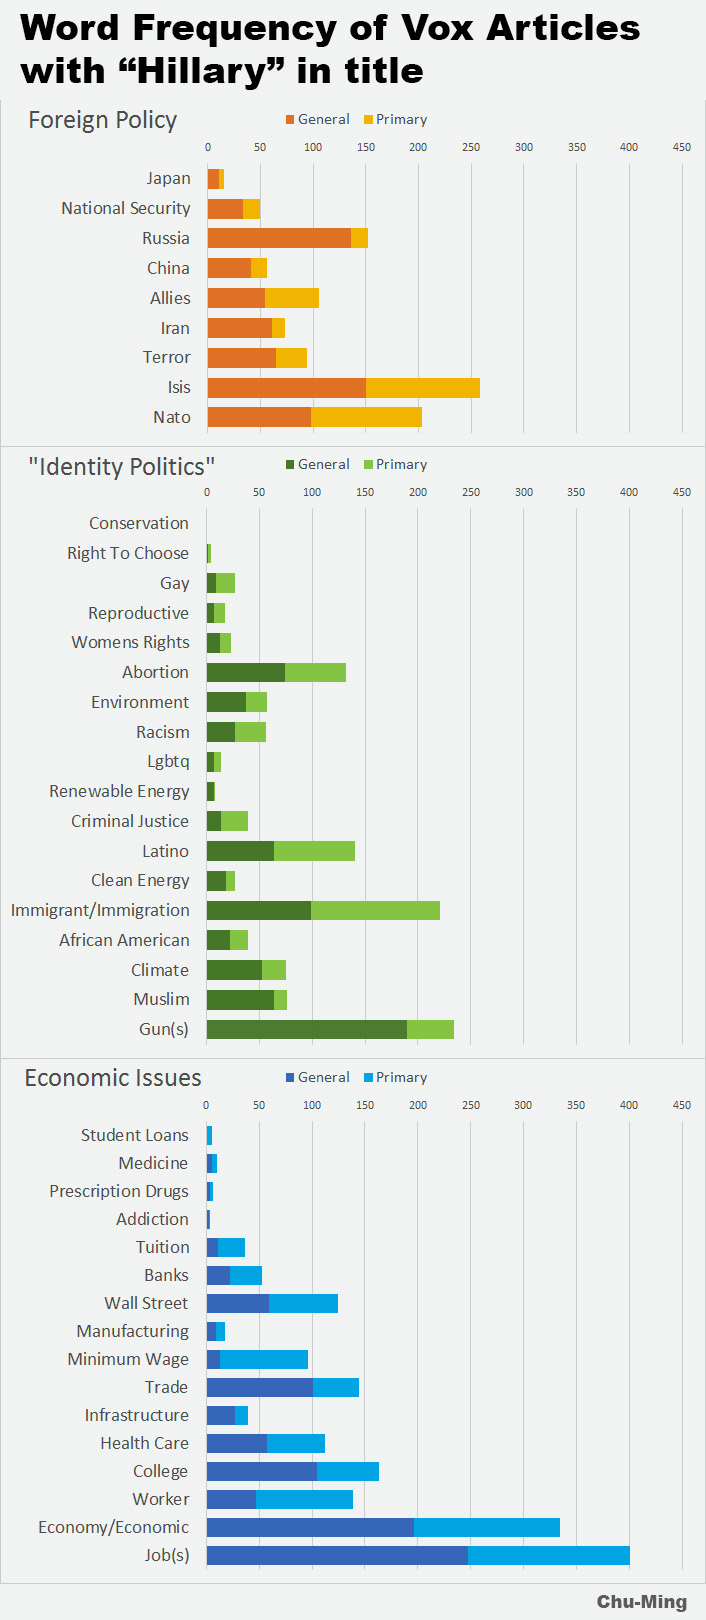 Word Frequency of Vox Articles
with “Hillary” in title
Foreign Policy
General Primary
0 50 100 150 200 250 300 350 400 450
Japan
National Security
Russia
China
Allies
Iran
Terror
Isis
Nato
"Identity Politics"
General Primary
0 50 100 150 200 250 300 350 400 450
Conservation
Right To Choose
Gay
Reproductive
Womens Rights
Abortion
Environment
Racism
Lgbtq
Renewable Energy
Criminal Justice
Latino
Clean Energy
Immigrant/Immigration
African American
Climate
Muslim
Gun(s)
Economic Issues
General Primary
0 50 100 150 200 250 300 350 400 450
Student Loans
Medicine
Prescription Drugs
Addiction
Tuition
Banks
Wall Street
Manufacturing
Minimum Wage
Trade
Infrastructure
Health Care
College
Worker
Economy/Economic
Job(s)
Chu-Ming